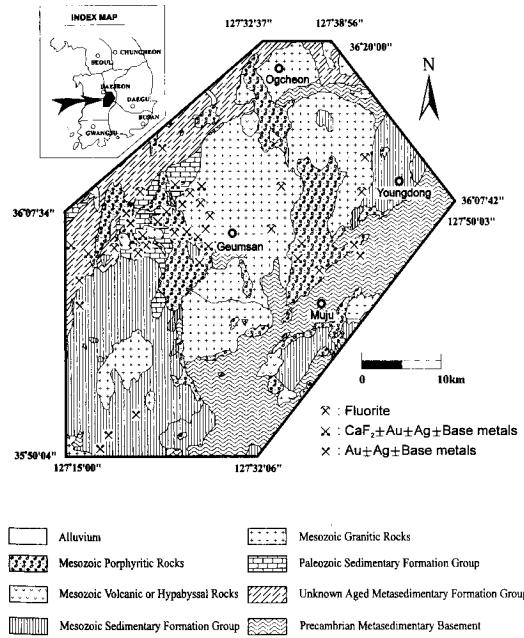 INDEX MAP
CHUNCHEON
SEOUL
DAEJEON
DAEGU
BUSAN
GWANGJU
127°32'37"
127°38'56"
36°20'00"
N
Ogcheon
Youngdong
36°07'42"
127°50'03"
36°07'34"
Geumsan
Muju
0
10km
: Fluorite
: CaF₂±Au±Ag±Base metals
: Au±Ag±Base metals
35°50'04"
127°15'00"
127°32'06"
Alluvium
Mesozoic Granitic Rocks
Mesozoic Porphyritic Rocks
Paleozoic Sedimentary Formation Group
Mesozoic Volcanic or Hypabyssal Rocks
Unknown Aged Metasedimentary Formation Group
Mesozoic Sedimentary Formation Group
Precambrian Metasedimentary Basement